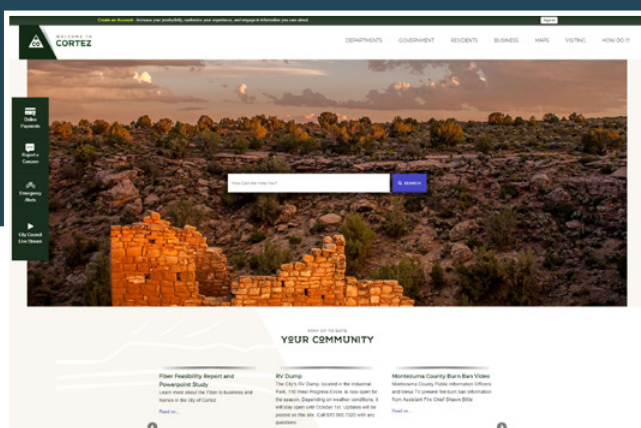 Create an Account - Increase your productivity, customize your experience, and engage in information you care about.
Sign In
CO
WELCOME TO
CORTEZ
DEPARTMENTS GOVERNMENT RESIDENTS BUSINESS MAPS VISITING HOW DO I?
Online
Payments
Report a
Concern
Emergency
Alerts
City Council
Live Stream
How Can We Help You?
SEARCH
STAY UP TO DATE
YOUR COMMUNITY
Fiber Feasibility Report and
Powerpoint Study
Learn more about the Fiber to business and
homes in the city of Cortez
Read on...
RV Dump
The City's RV Dump, located in the Industrial
Park, 110 West Progress Circle, is now open for
the season. Depending on weather conditions, it
will stay open until October 1st. Updates will be
posted on this site. Call 970.565.7320 with any
questions.
Montezuma County Burn Ban Video
Montezuma County Public Information Officers
and Mesa TV present the burn ban information
from Assistant Fire Chief Shawn Bittle
Read on...